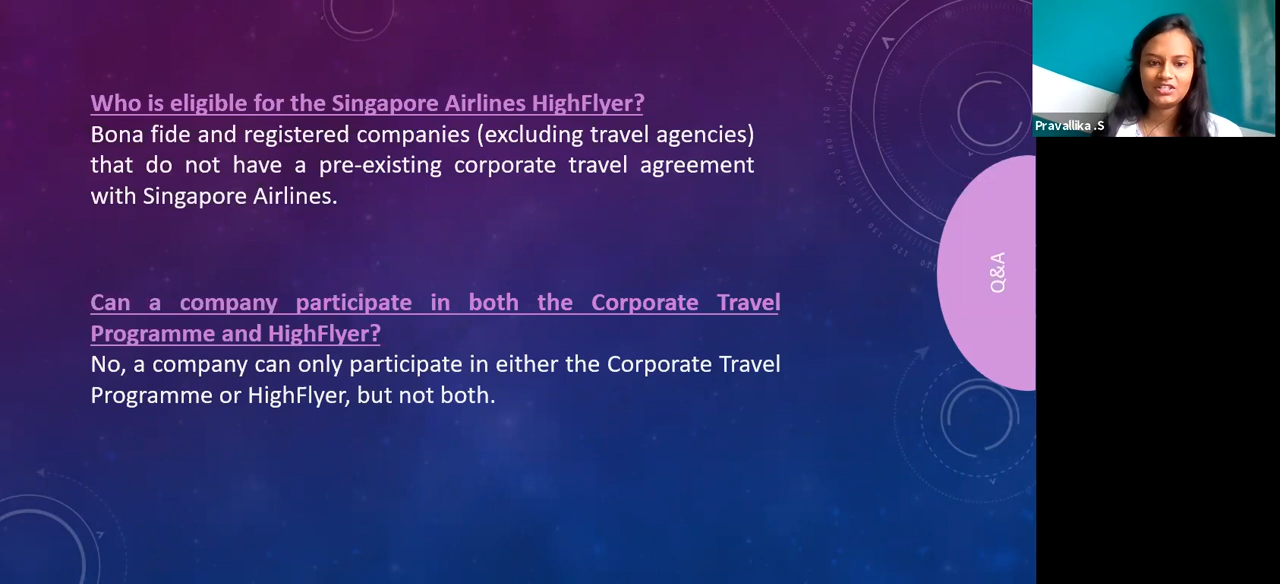 Who is eligible for the Singapore Airlines HighFlyer?
Bona fide and registered companies (excluding travel agencies)
that do not have a pre-existing corporate travel agreement
with Singapore Airlines.
Can a company participate in both the Corporate Travel
Programme and HighFlyer?
No, a company can only participate in either the Corporate Travel
Programme or HighFlyer, but not both.
Q&A
Pravallika .S